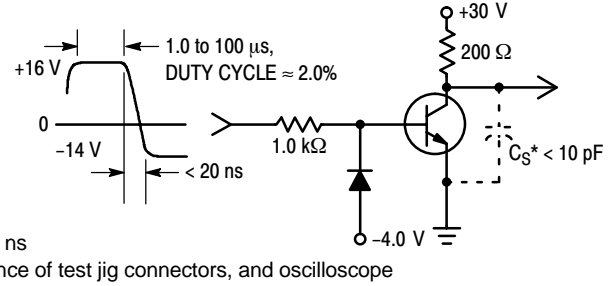 +30 V
1.0 to 100 μs,
DUTY CYCLE ≈ 2.0%
200 Ω
+16 V
0
−14 V
1.0 kΩ
CS* < 10 pF
< 20 ns
−4.0 V
ns
nce of test jig connectors, and oscilloscope